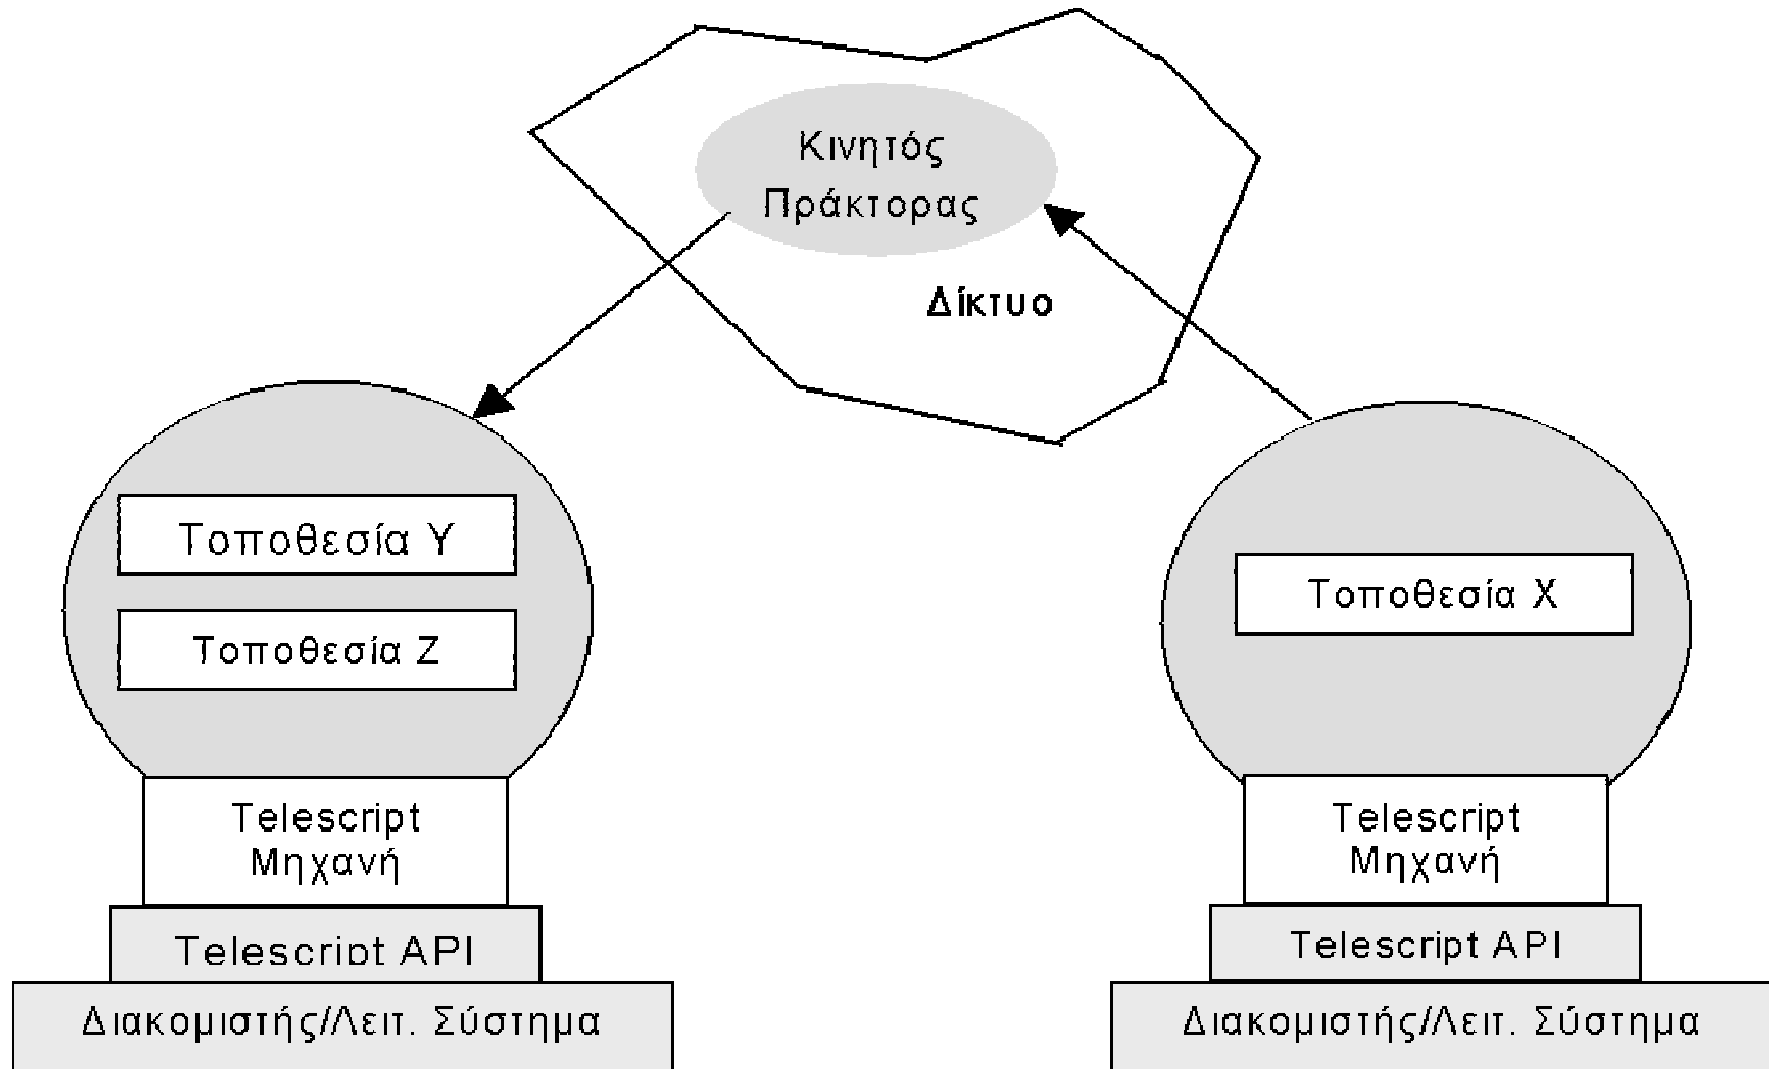 Κινητός
Πράκτορας
Δίκτυο
Τοποθεσία Υ
Τοποθεσία Ζ
Telescript
Μηχανή
Telescript API
Διακομιστής/Λειτ. Σύστημα
Τοποθεσία Χ
Telescript
Μηχανή
Telescript API
Διακομιστής/Λειτ. Σύστημα